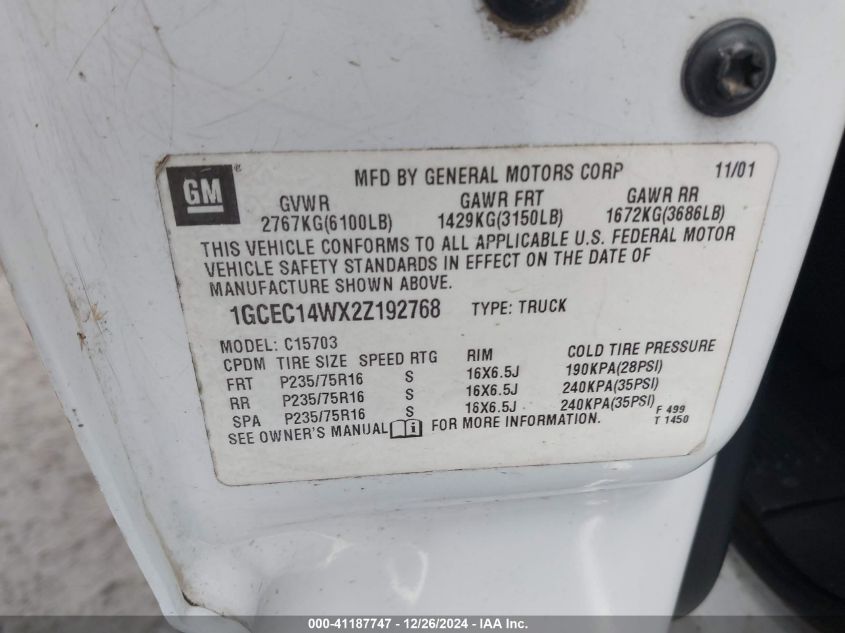 GM
MFD BY GENERAL MOTORS CORP 11/01
GVWR GAWR FRT GAWR RR
2767KG(6100LB) 1429KG(3150LB) 1672KG(3686LB)
THIS VEHICLE CONFORMS TO ALL APPLICABLE U.S. FEDERAL MOTOR
VEHICLE SAFETY STANDARDS IN EFFECT ON THE DATE OF
MANUFACTURE SHOWN ABOVE.
1GCEC14WX2Z192768 TYPE: TRUCK
MODEL: C15703
CPDM TIRE SIZE SPEED RTG RIM COLD TIRE PRESSURE
FRT P235/75R16 S 16X6.5J 190KPA(28PSI)
RR P235/75R16 S 16X6.5J 240KPA(35PSI)
SPA P235/75R16 S 16X6.5J 240KPA(35PSI)
SEE OWNER'S MANUAL i FOR MORE INFORMATION.
F 499
T 1450
000-41187747 - 12/26/2024 - IAA Inc.